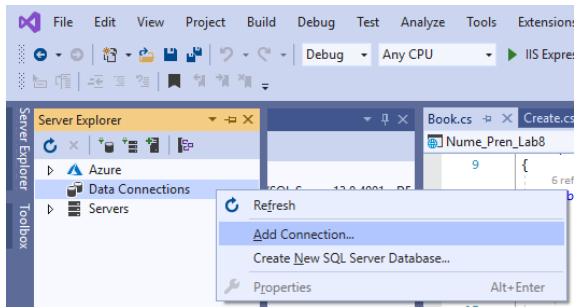 File Edit View Project Build Debug Test Analyze Tools Extensions
Debug Any CPU IIS
Server Explorer
Book.cs Create.cs
Nume_Pren_Lab8
Server Explorer
Toolbox
Azure
Data Connections
Servers
9 {
6
Refresh
Add Connection...
Create New SQL Server Database...
Properties Alt+Enter